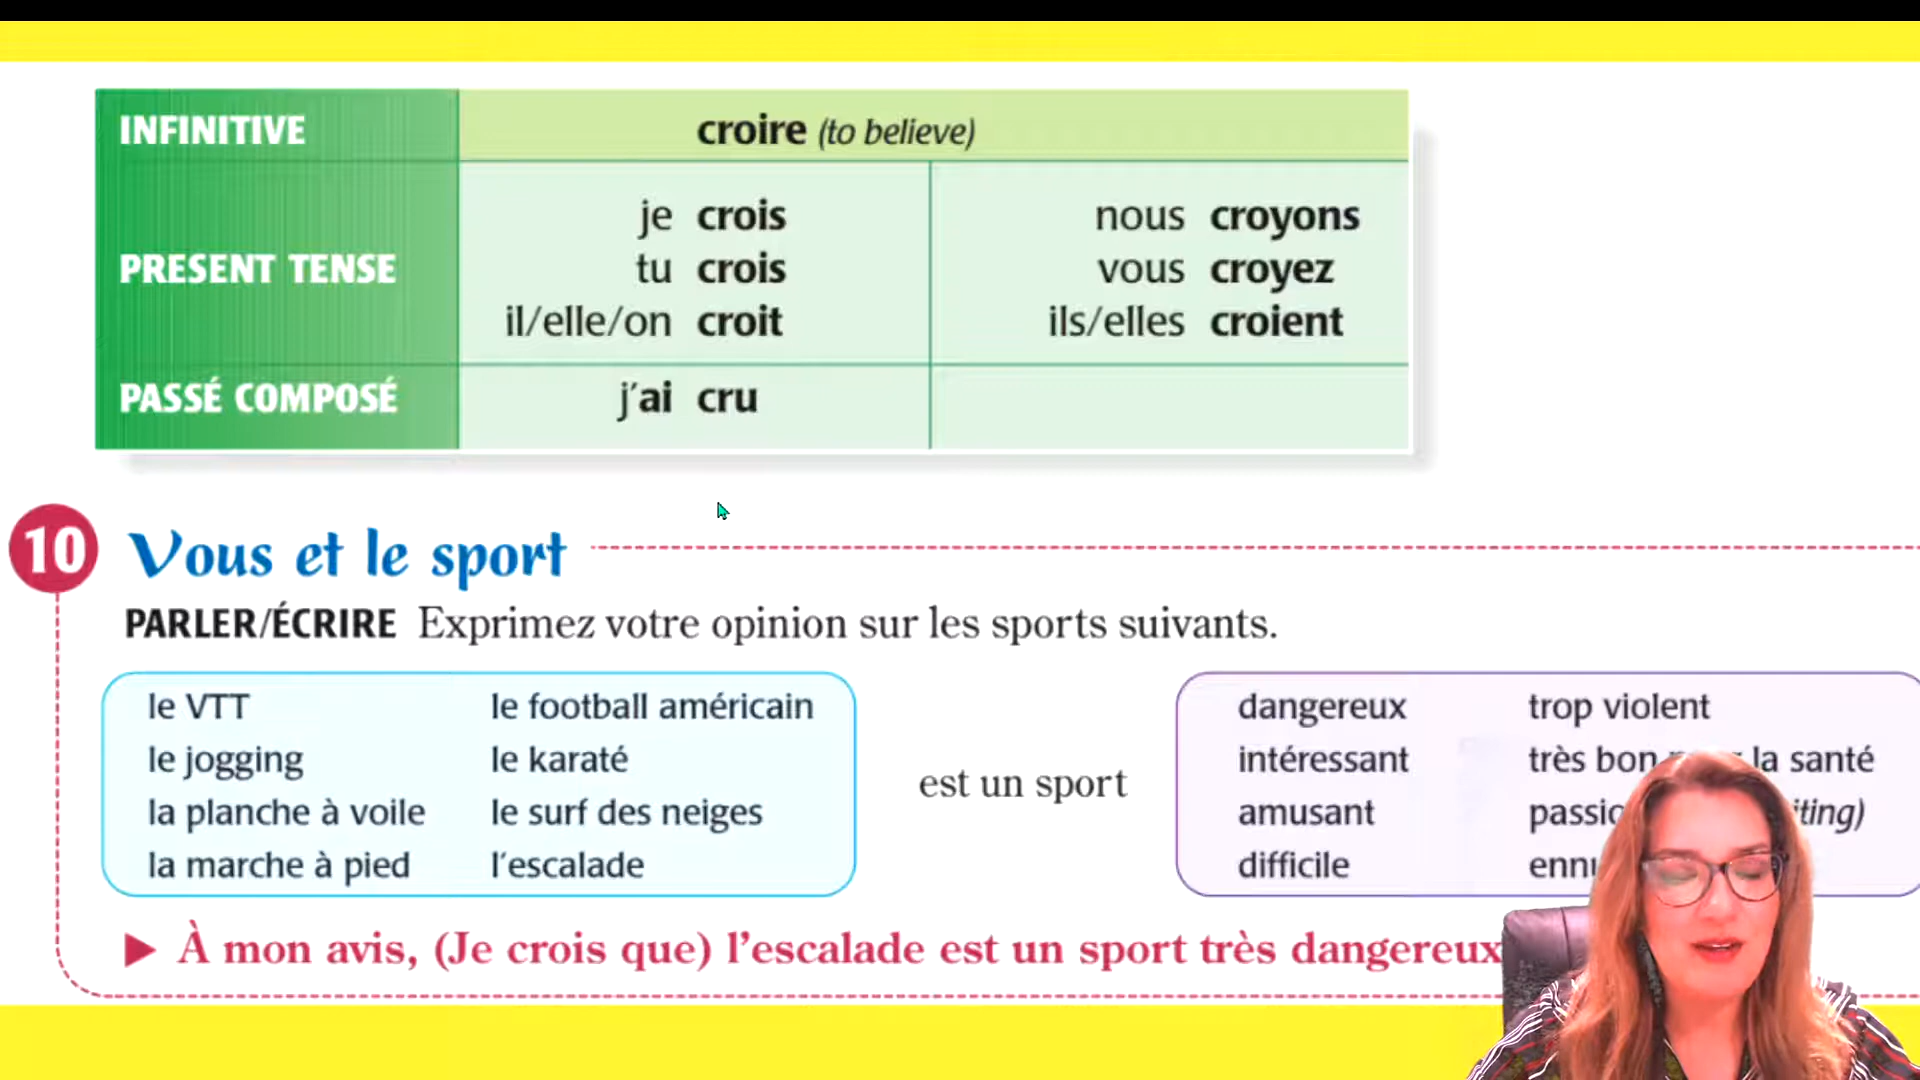 INFINITIVE croire (to believe)
PRESENT TENSE
je crois nous croyons
tu crois vous croyez
il/elle/on croit ils/elles croient
PASSÉ COMPOSÉ j'ai cru
10 Vous et le sport
PARLER/ÉCRIRE Exprimez votre opinion sur les sports suivants.
le VTT le football américain
le jogging le karaté
la planche à voile le surf des neiges
la marche à pied l'escalade
est un sport
dangereux trop violent
intéressant très bon la santé
amusant
difficile
À mon avis, (Je crois que) l'escalade est un sport très dangereux